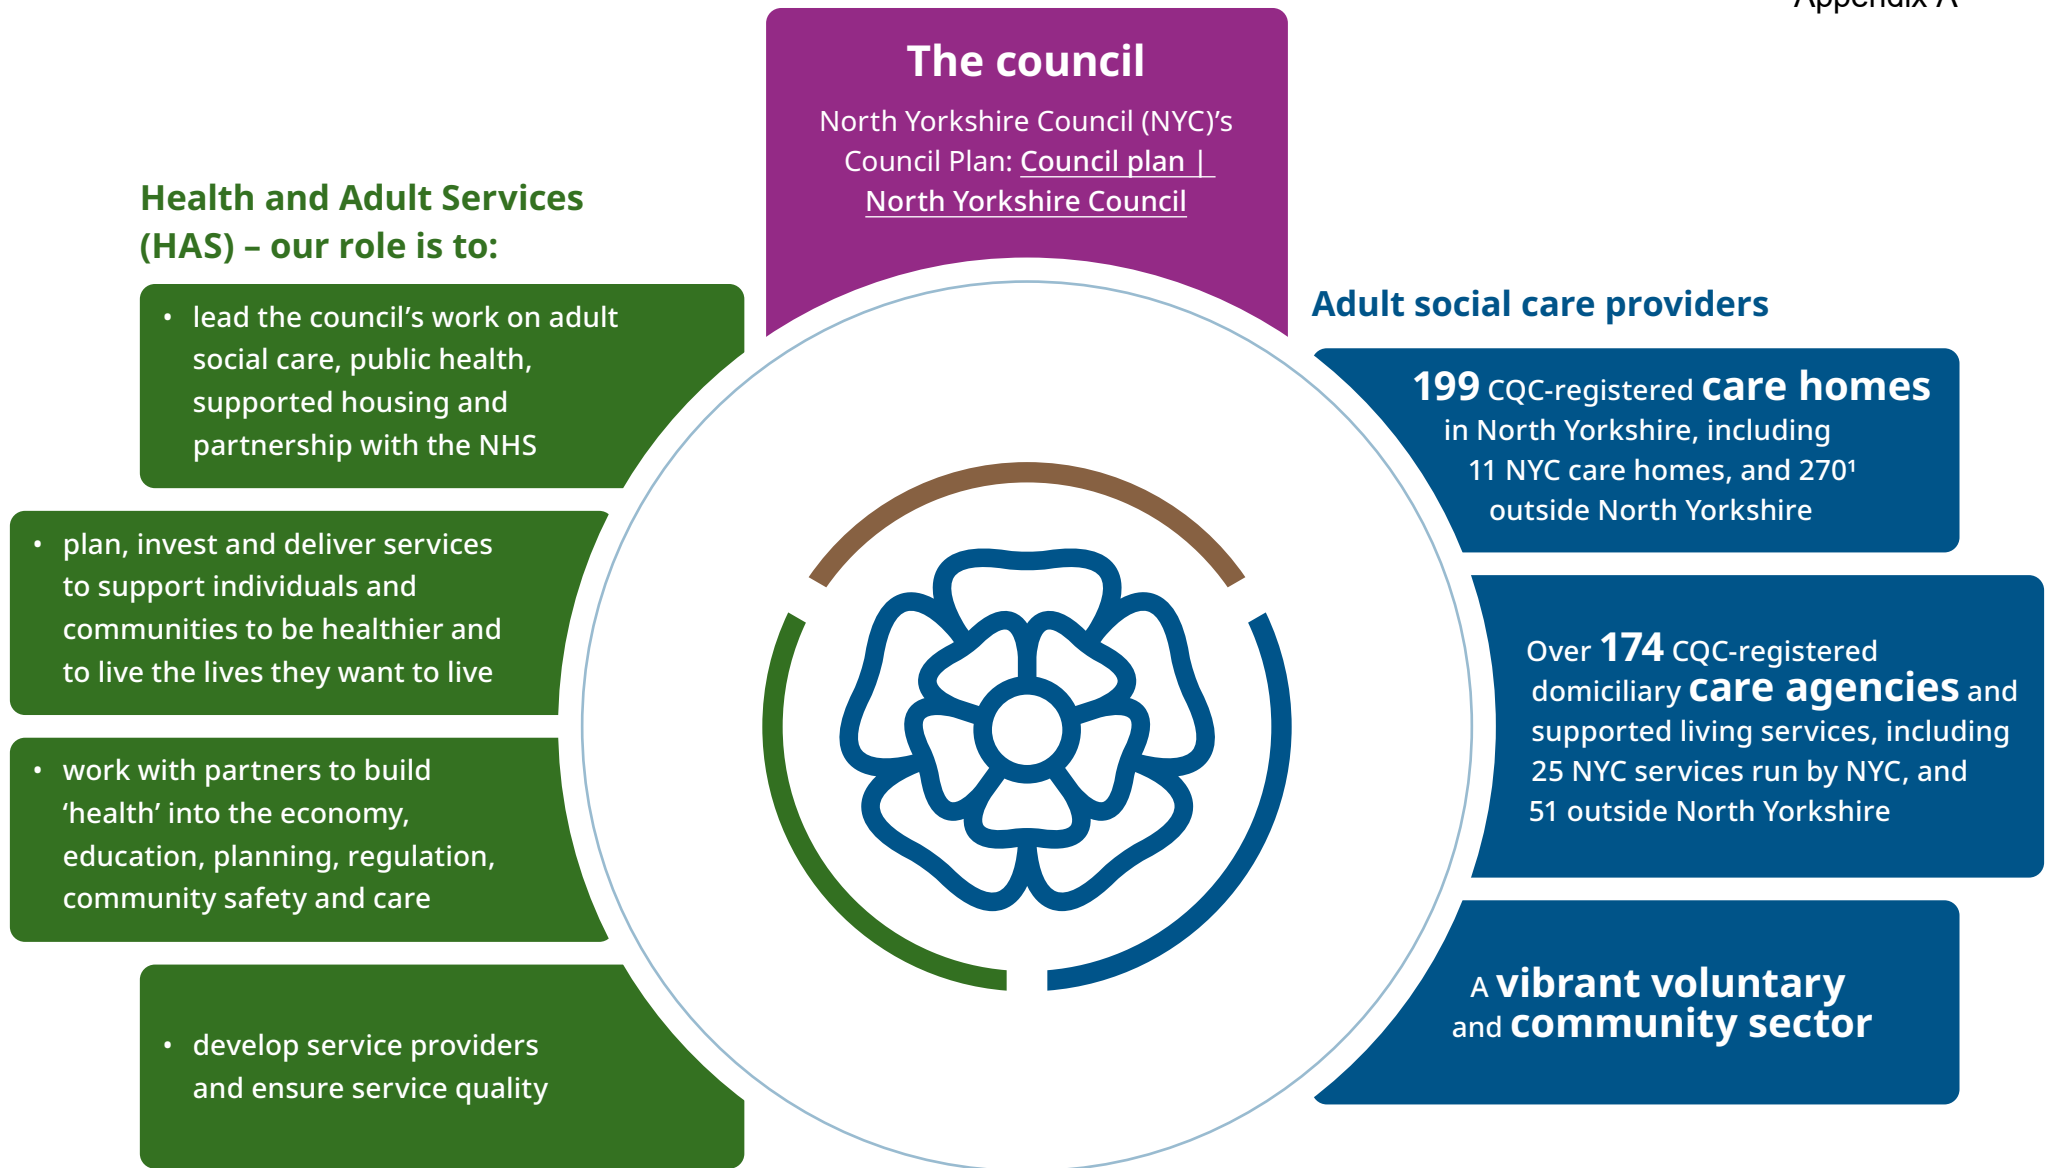 Appendix A
The council
North Yorkshire Council (NYC)’s
Council Plan: Council plan |
North Yorkshire Council
Health and Adult Services
(HAS) – our role is to:
• lead the council’s work on adult
social care, public health,
supported housing and
partnership with the NHS
• plan, invest and deliver services
to support individuals and
communities to be healthier and
to live the lives they want to live
• work with partners to build
‘health’ into the economy,
education, planning, regulation,
community safety and care
• develop service providers
and ensure service quality
Adult social care providers
199 CQC-registered care homes
in North Yorkshire, including
11 NYC care homes, and 270¹
outside North Yorkshire
Over 174 CQC-registered
domiciliary care agencies and
supported living services, including
25 NYC services run by NYC, and
51 outside North Yorkshire
A vibrant voluntary
and community sector